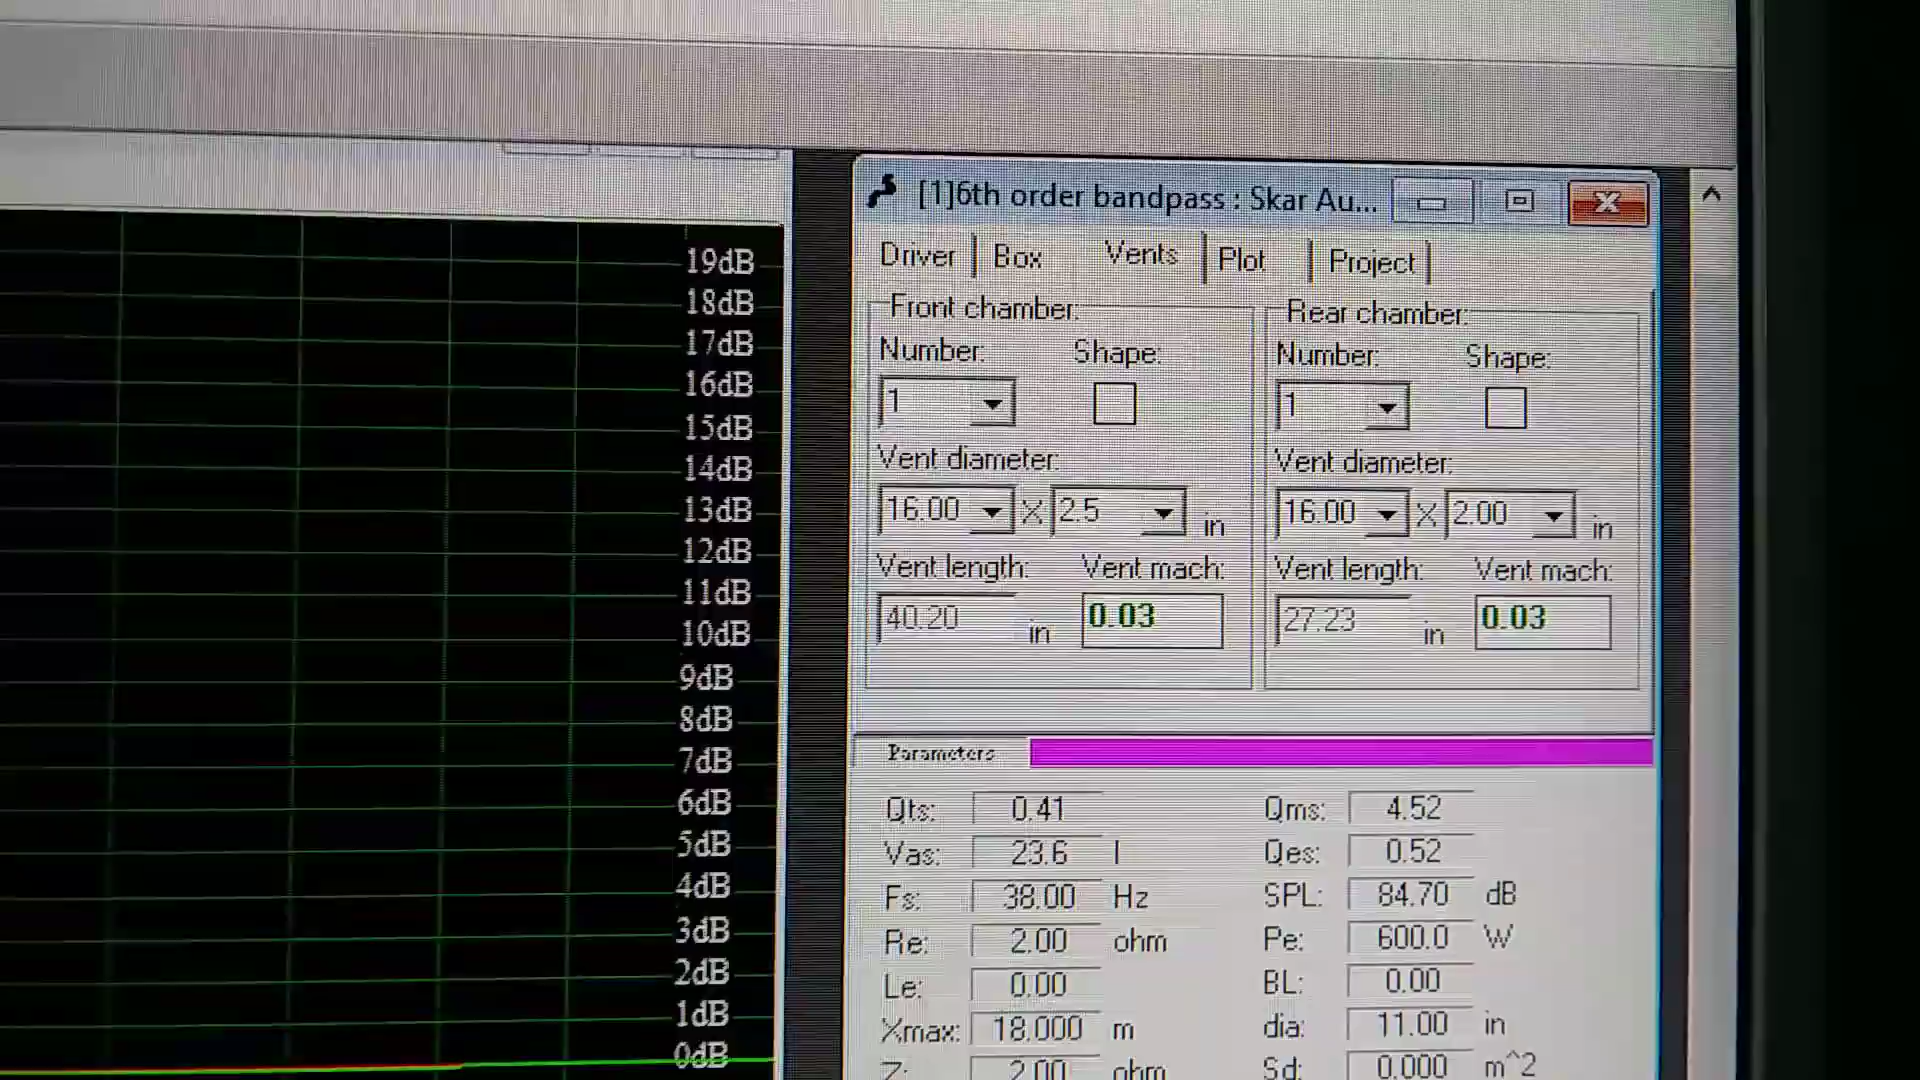 [1]6th order bandpass : Skar Au...
Driver Box Vents Plot Project
Front chamber:
Number: Shape:
1
Vent diameter:
16.00 X 2.5 in
Vent length: Vent mach:
40.20 in 0.03
Rear chamber:
Number: Shape:
1
Vent diameter:
16.00 X 2.00 in
Vent length: Vent mach:
27.23 in 0.03
Parameters
Qts: 0.41 Qms: 4.52
Vas: 23.6 l Qes: 0.52
Fs: 38.00 Hz SPL: 84.70 dB
Re: 2.00 ohm Pe: 600.0 W
Le: 0.00 BL: 0.00
Xmax: 18.000 m dia: 11.00 in
Z: 2.00 ohm Sd: 0.000 m^2
19dB
18dB
17dB
16dB
15dB
14dB
13dB
12dB
11dB
10dB
9dB
8dB
7dB
6dB
5dB
4dB
3dB
2dB
1dB
0dB